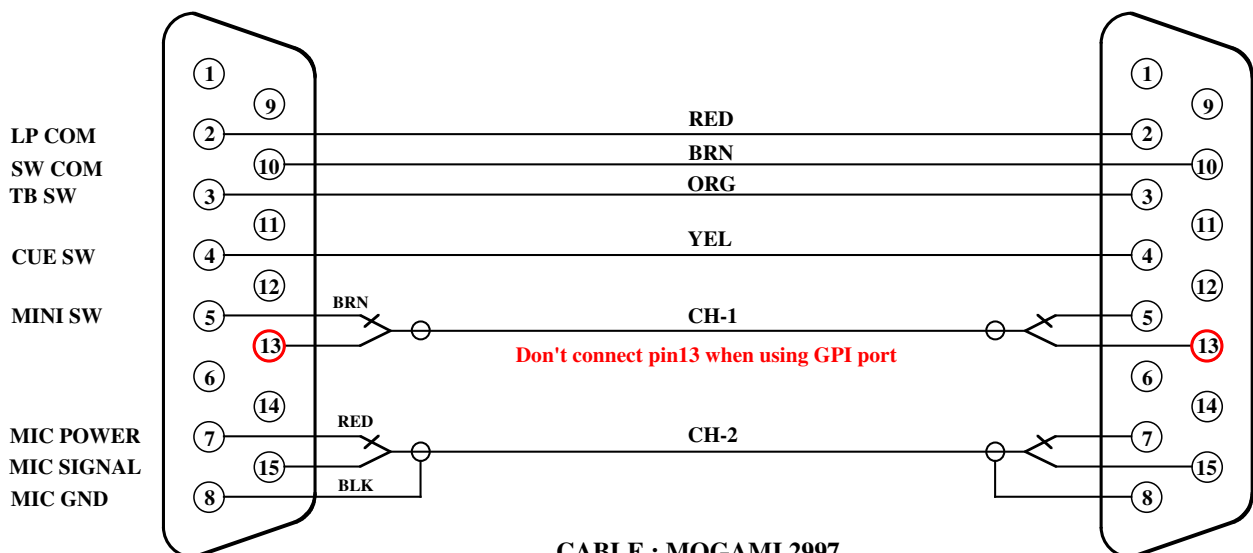 1 1
9 9
RED
LP COM 2 2
BRN
SW COM 10 10
ORG
TB SW 3 3
11 11
YEL
CUE SW 4 4
12 12
BRN
MINI SW 5 CH-1 5
13 13
Don't connect pin13 when using GPI port
6 6
14 14
RED
MIC POWER 7 CH-2 7
MIC SIGNAL 15 15
BLK
MIC GND 8 8
CABLE : MOGAMI 2997